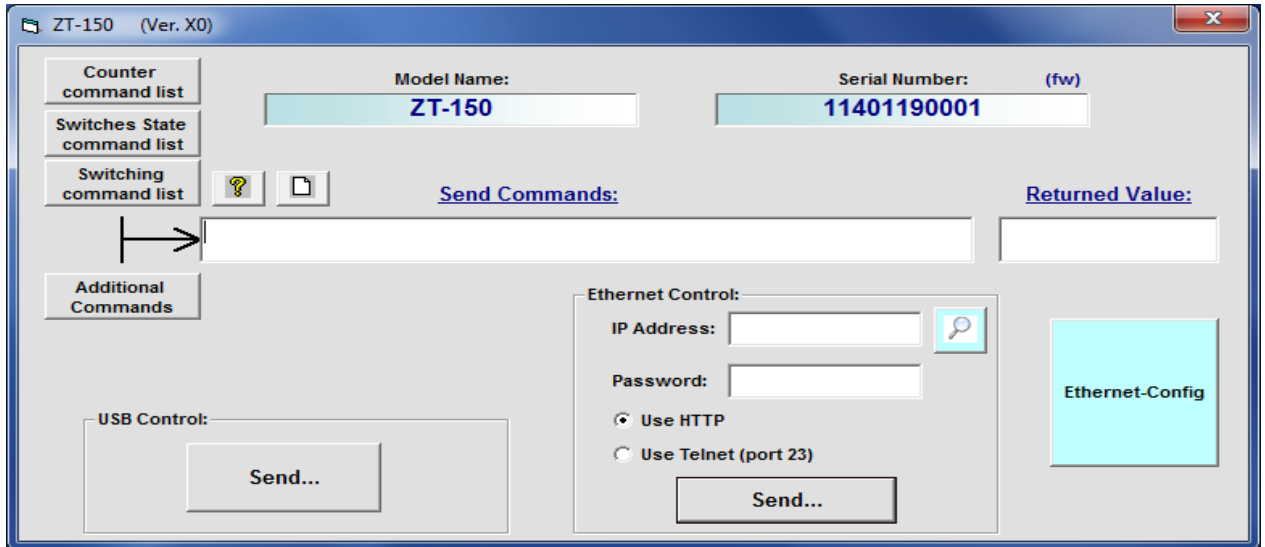 ZT-150 (Ver. X0)
Counter
command list
Model Name:
Serial Number: (fw)
ZT-150
11401190001
Switches State
command list
Switching
command list
Send Commands:
Returned Value:
Additional
Commands
Ethernet Control:
IP Address:
Password:
Ethernet-Config
USB Control:
Use HTTP
Use Telnet (port 23)
Send...
Send...